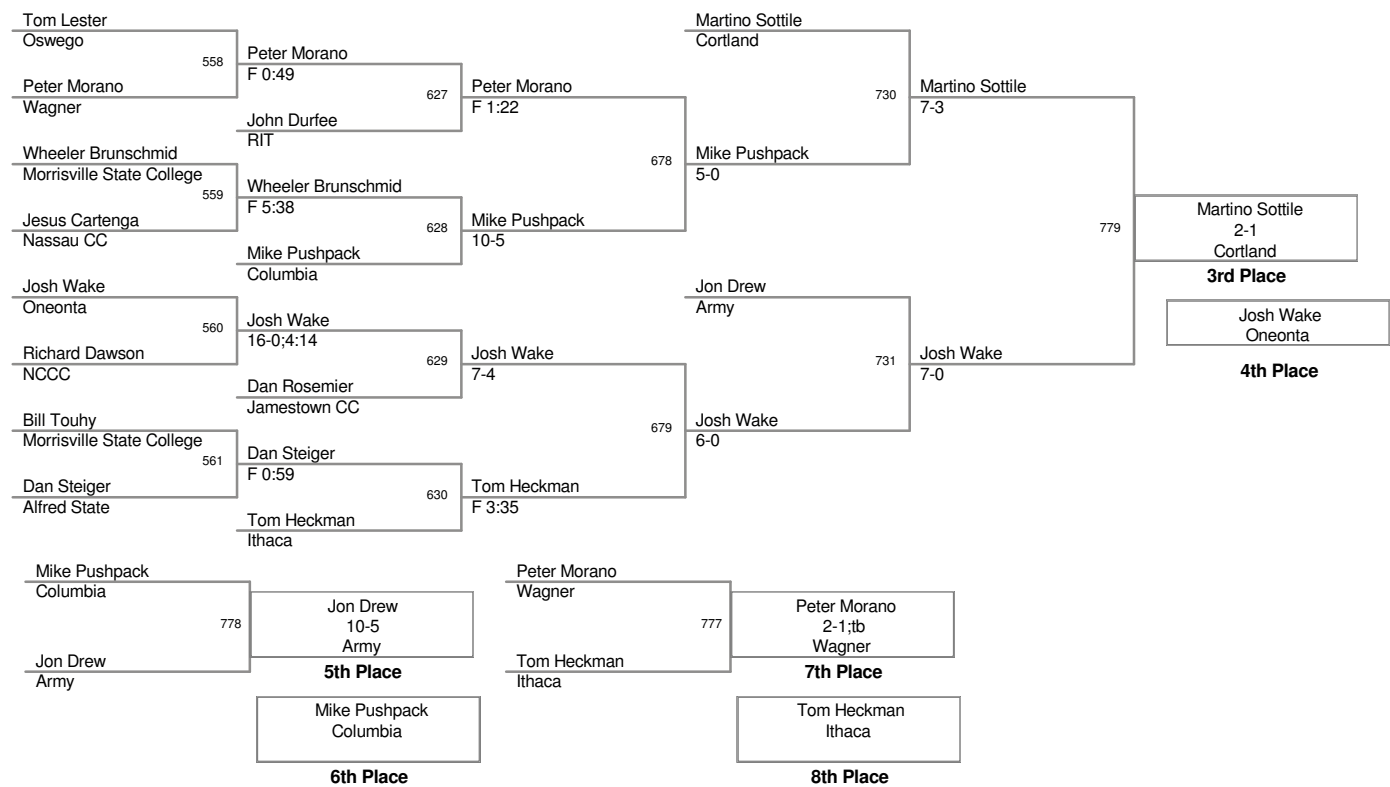 Tom Lester
Oswego
558
Peter Morano
Wagner
Peter Morano
F 0:49
627
John Durfee
RIT
Wheeler Brunschmid
Morrisville State College
559
Jesus Cartenga
Nassau CC
Wheeler Brunschmid
F 5:38
628
Mike Pushpack
Columbia
Peter Morano
F 1:22
678
Mike Pushpack
10-5
Josh Wake
Oneonta
560
Richard Dawson
NCCC
Josh Wake
16-0;4:14
629
Dan Rosemier
Jamestown CC
Bill Touhy
Morrisville State College
561
Dan Steiger
Alfred State
Dan Steiger
F 0:59
630
Tom Heckman
Ithaca
Josh Wake
7-4
679
Tom Heckman
F 3:35
Martino Sottile
Cortland
730
Mike Pushpack
5-0
Jon Drew
Army
731
Josh Wake
6-0
Martino Sottile
7-3
779
Josh Wake
7-0
Martino Sottile
2-1
Cortland
3rd Place
Josh Wake
Oneonta
4th Place
Mike Pushpack
Columbia
778
Jon Drew
Army
Jon Drew
10-5
Army
5th Place
Mike Pushpack
Columbia
6th Place
Peter Morano
Wagner
777
Tom Heckman
Ithaca
Peter Morano
2-1;tb
Wagner
7th Place
Tom Heckman
Ithaca
8th Place